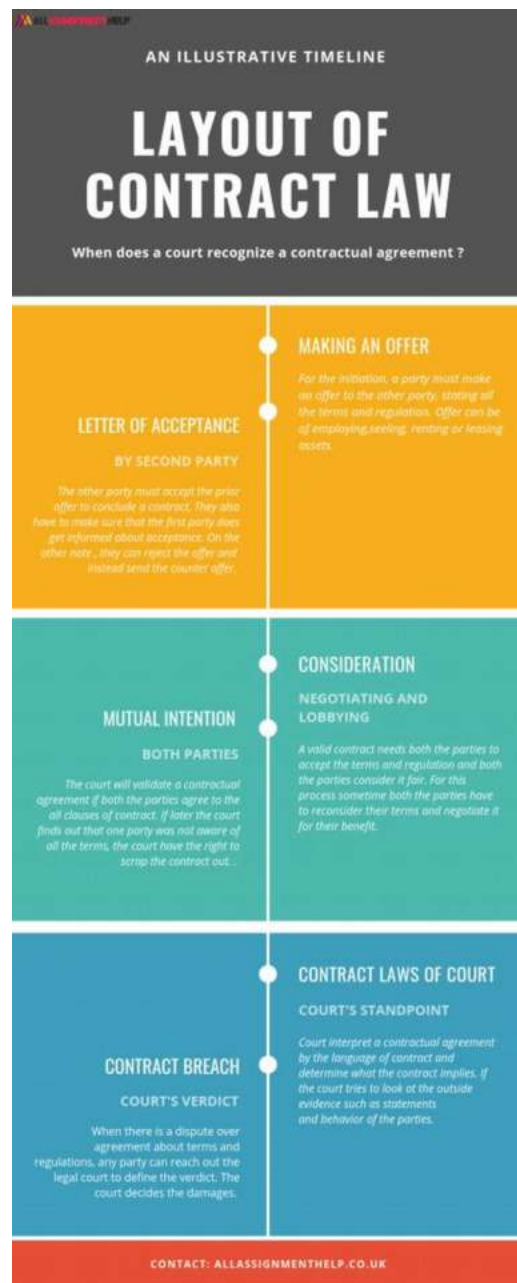 ALLASSIGNMENTHELP
AN ILLUSTRATIVE TIMELINE
LAYOUT OF
CONTRACT LAW
When does a court recognize a contractual agreement ?
MAKING AN OFFER
For the initiation, a party must make
an offer to the other party, stating all
the terms and regulation. Offer can be
of employing,seeling, renting or leasing
assets.
LETTER OF ACCEPTANCE
BY SECOND PARTY
The other party must accept the prior
offer to conclude a contract. They also
have to make sure that the first party does
get informed about acceptance. On the
other note , they can reject the offer and
instead send the counter offer.
CONSIDERATION
NEGOTIATING AND
LOBBYING
A valid contract needs both the parties to
accept the terms and regulation and both
the parties consider it fair. For this
process sometime both the parties have
to reconsider their terms and negotiate it
for their benefit.
MUTUAL INTENTION
BOTH PARTIES
The court will validate a contractual
agreement if both the parties agree to the
all clauses of contract. If later the court
finds out that one party was not aware of
all the terms, the court have the right to
scrap the contract out. .
CONTRACT LAWS OF COURT
COURT'S STANDPOINT
Court interpret a contractual agreement
by the language of contract and
determine what the contract implies. If
the court tries to look at the outside
evidence such as statements
and behavior of the parties.
CONTRACT BREACH
COURT'S VERDICT
When there is a dispute over
agreement about terms and
regulations, any party can reach out the
legal court to define the verdict. The
court decides the damages.
CONTACT: ALLASSIGNMENTHELP.CO.UK